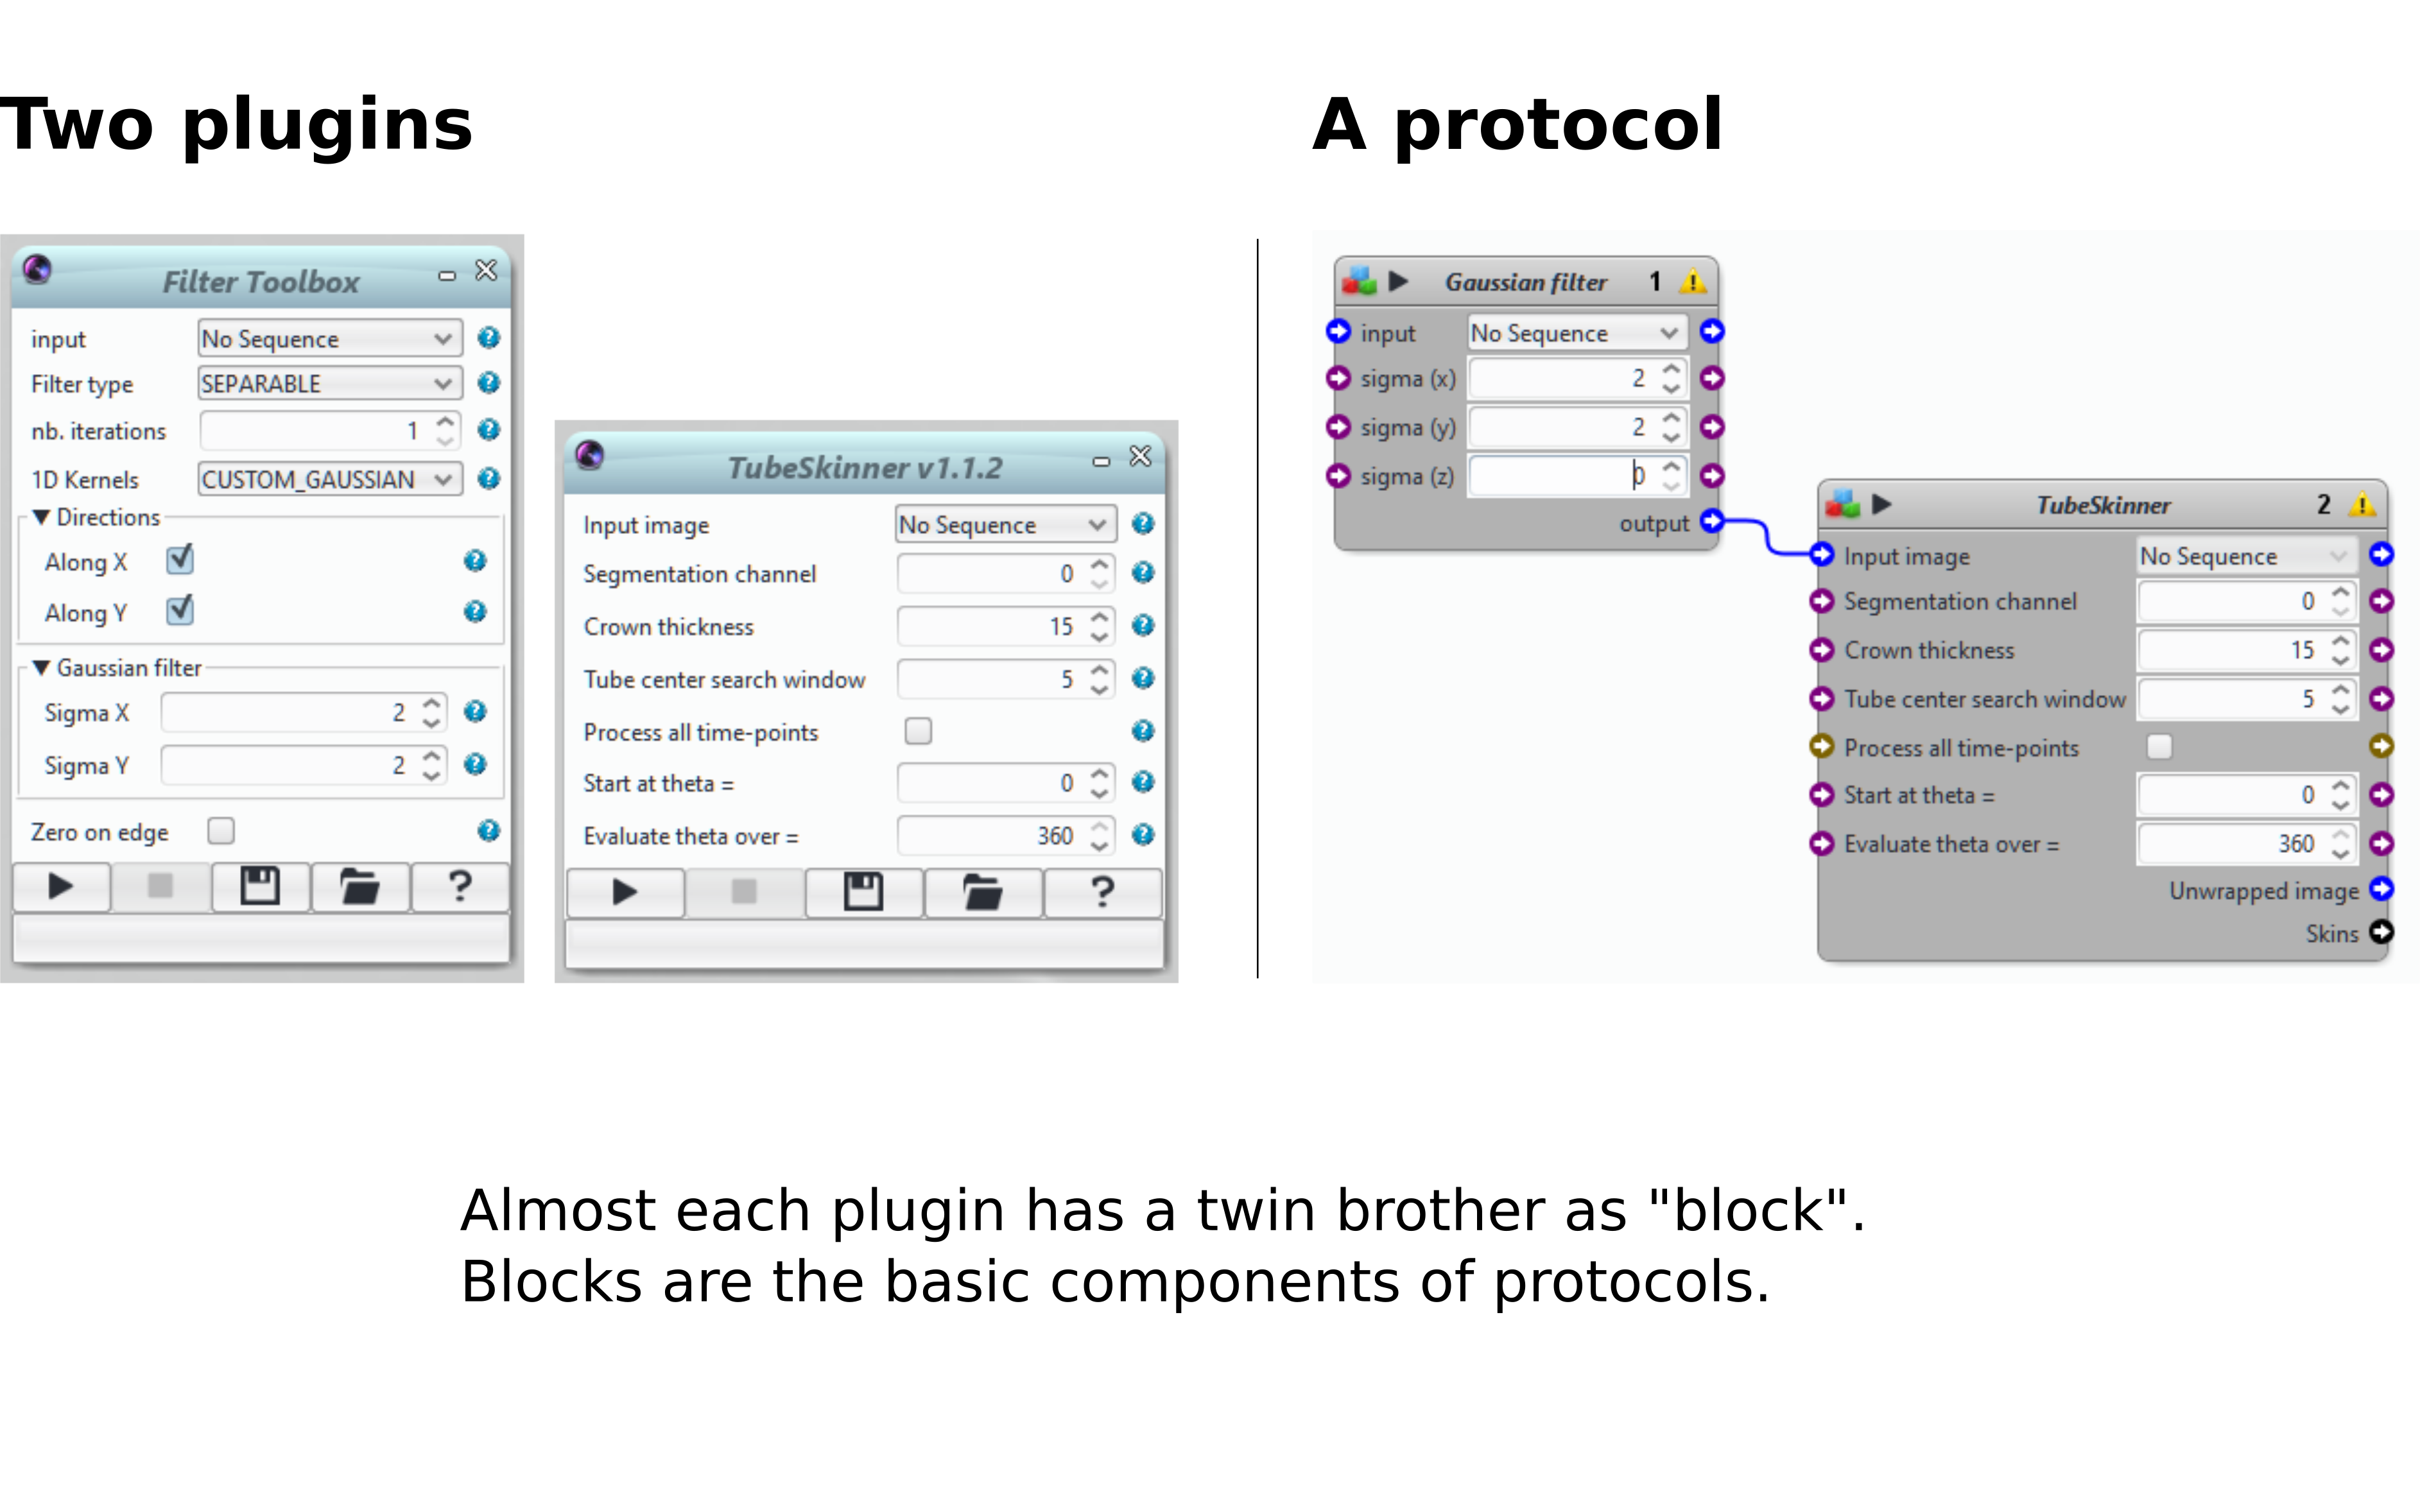 Two plugins
A protocol
Filter Toolbox
input No Sequence
Filter type SEPARABLE
nb. iterations 1
1D Kernels CUSTOM_GAUSSIAN
Directions
Along X
Along Y
Gaussian filter
Sigma X 2
Sigma Y 2
Zero on edge
?
TubeSkinner v1.1.2
Input image No Sequence
Segmentation channel 0
Crown thickness 15
Tube center search window 5
Process all time-points
Start at theta = 0
Evaluate theta over = 360
?
Gaussian filter 1
input No Sequence
sigma (x) 2
sigma (y) 2
sigma (z) 0
output
TubeSkinner 2
Input image No Sequence
Segmentation channel 0
Crown thickness 15
Tube center search window 5
Process all time-points
Start at theta = 0
Evaluate theta over = 360
Unwrapped image
Skins
Almost each plugin has a twin brother as "block".
Blocks are the basic components of protocols.